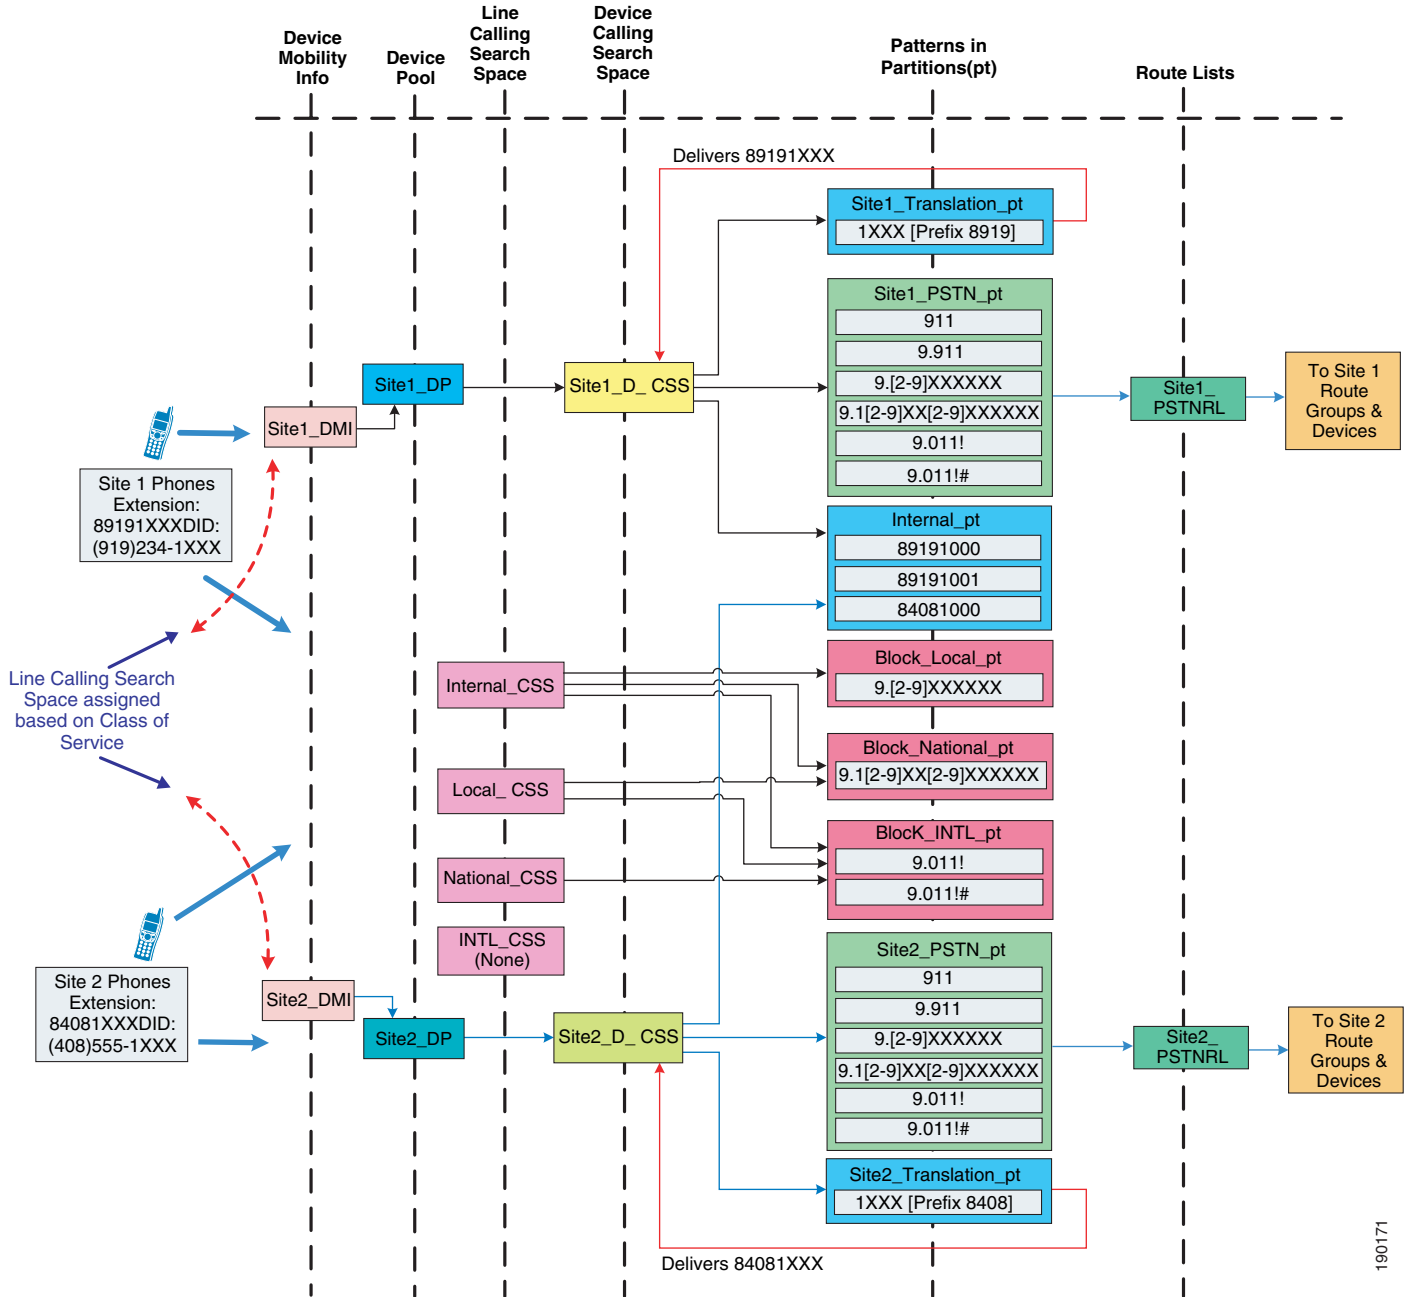 Device
Mobility
Info
Device
Pool
Line
Calling
Search
Space
Device
Calling
Search
Space
Patterns in
Partitions(pt)
Route Lists
Delivers 89191XXX
Site1_Translation_pt
1XXX [Prefix 8919]
Site1_PSTN_pt
911
9.911
9.[2-9]XXXXXX
9.1[2-9]XX[2-9]XXXXXX
9.011!
9.011!#
Site1_DP
Site1_D_ CSS
Site1_
PSTNRL
To Site 1
Route
Groups &
Devices
Site1_DMI
Site 1 Phones
Extension:
89191XXXDID:
(919)234-1XXX
Internal_pt
89191000
89191001
84081000
Line Calling Search
Space assigned
based on Class of
Service
Internal_CSS
Block_Local_pt
9.[2-9]XXXXXX
Block_National_pt
9.1[2-9]XX[2-9]XXXXXX
Local_ CSS
BlocK_INTL_pt
9.011!
9.011!#
National_CSS
INTL_CSS
(None)
Site2_PSTN_pt
911
9.911
9.[2-9]XXXXXX
9.1[2-9]XX[2-9]XXXXXX
9.011!
9.011!#
Site 2 Phones
Extension:
84081XXXDID:
(408)555-1XXX
Site2_DMI
Site2_DP
Site2_D_ CSS
Site2_
PSTNRL
To Site 2
Route
Groups &
Devices
Site2_Translation_pt
1XXX [Prefix 8408]
Delivers 84081XXX
190171